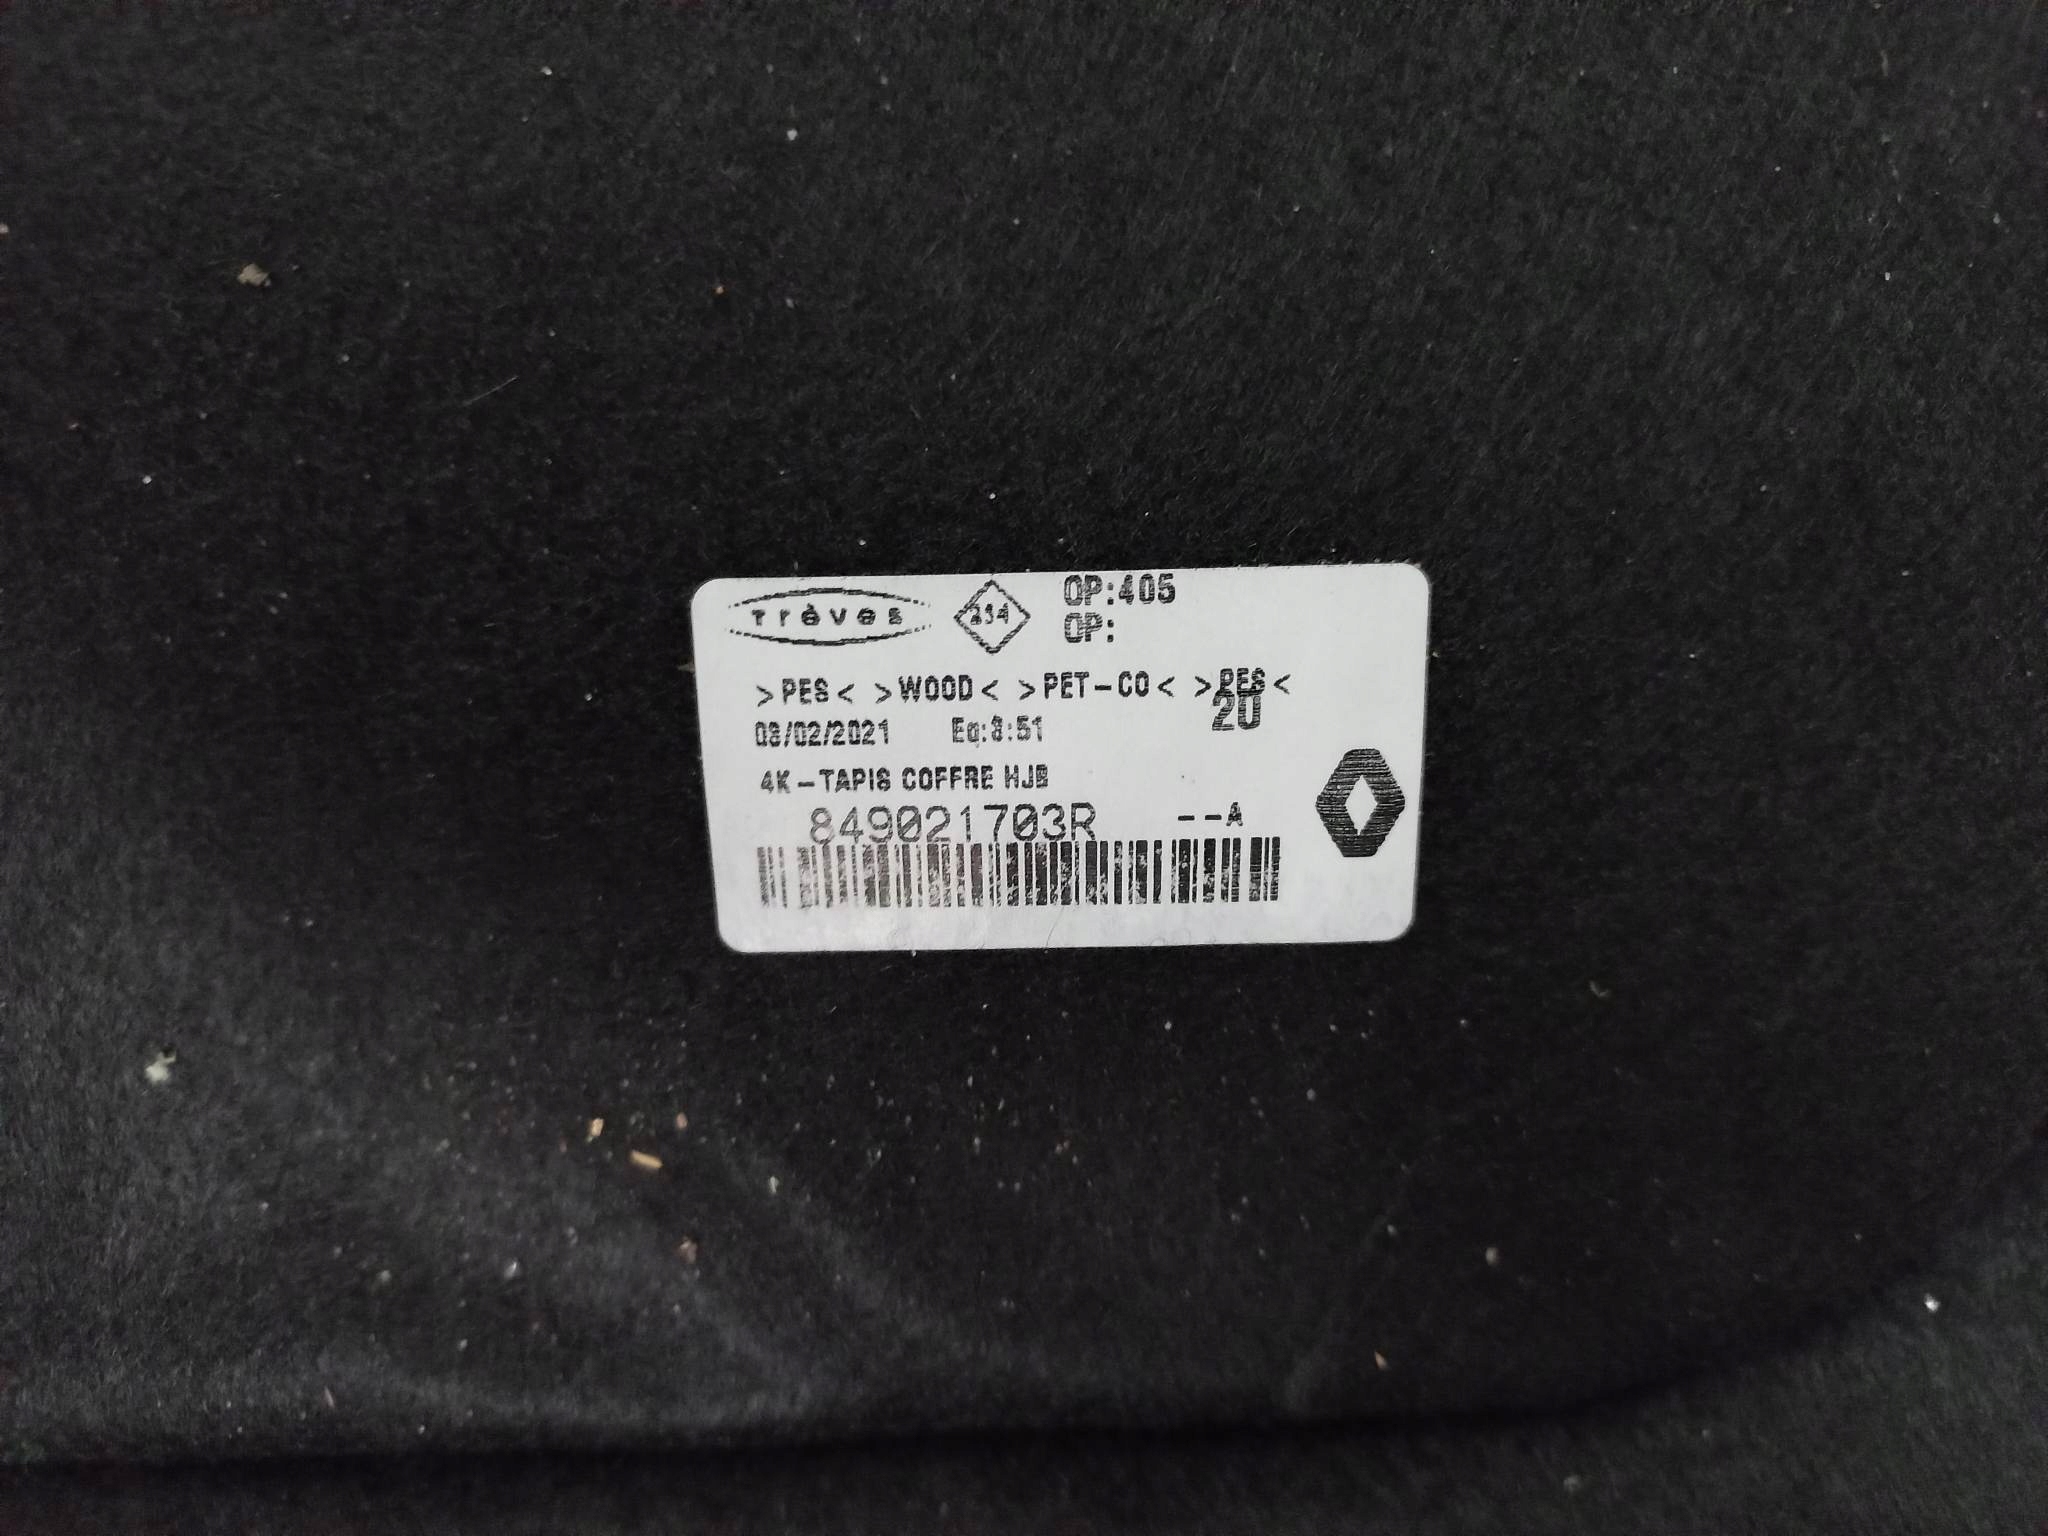 Trèves 234 OP:405
OP:
>PES< >WOOD< >PET-CO< >PES<
20
08/02/2021 Eq:8:51
4K-TAPIS COFFRE HJB
849021703R --A